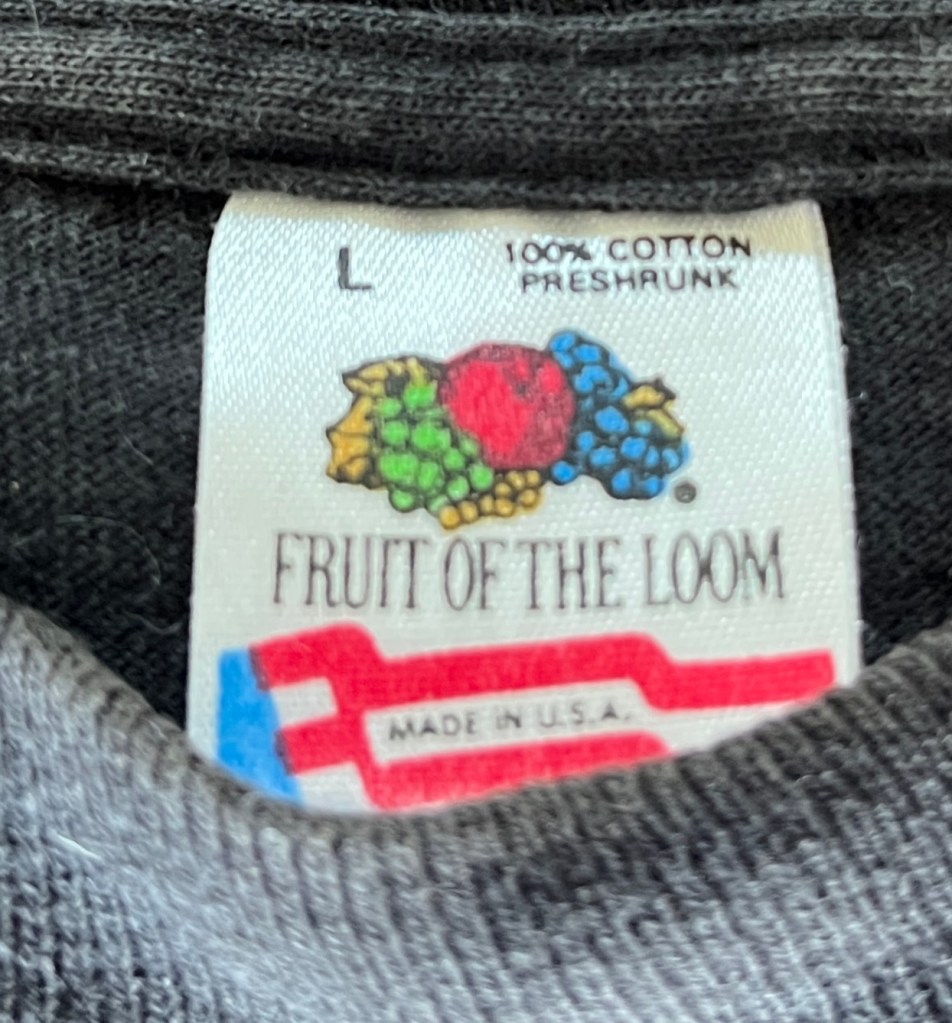 L
100% COTTON
PRESHRUNK
®
FRUIT OF THE LOOM
MADE IN U.S.A.